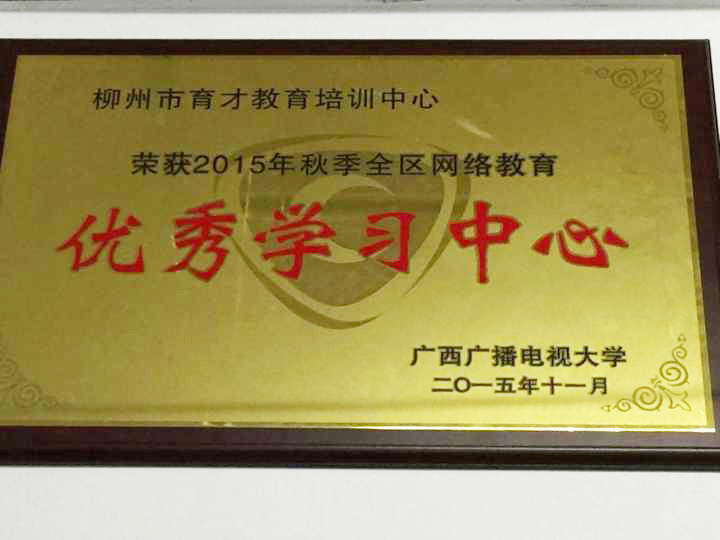 柳州市育才教育培训中心
荣获2015年秋季全区网络教育
优秀学习中心
广西广播电视大学
二〇一五年十一月